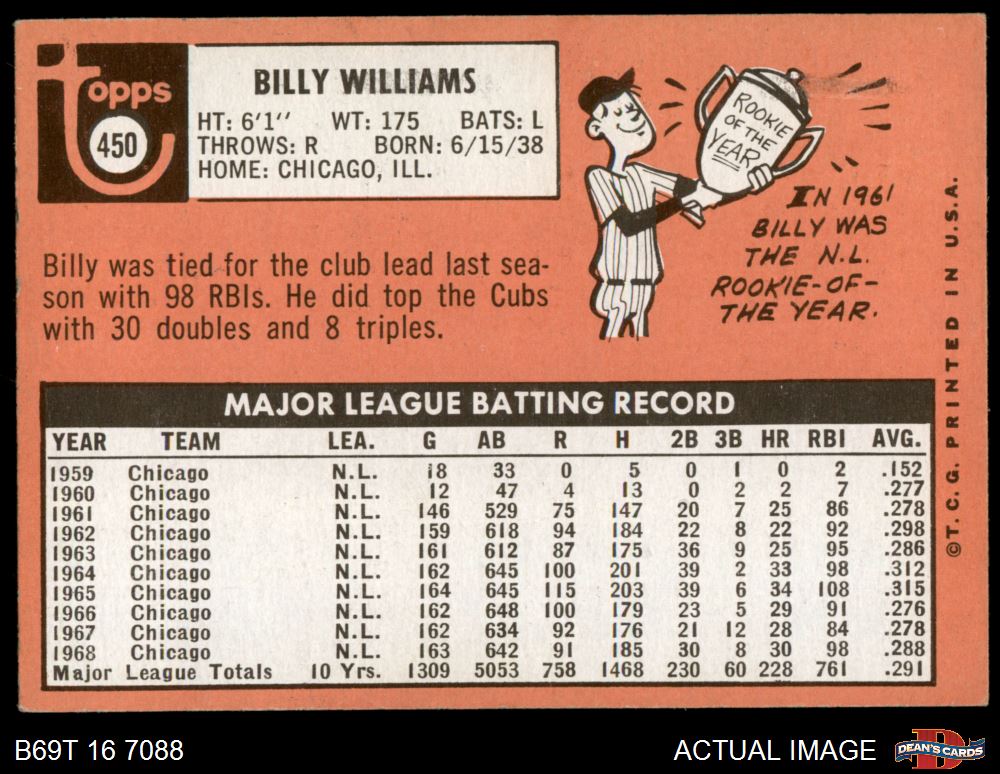 Topps
450
BILLY WILLIAMS
HT: 6'1" WT: 175 BATS: L
THROWS: R BORN: 6/15/38
HOME: CHICAGO, ILL.
ROOKIE
OF THE
YEAR
IN 1961
BILLY WAS
THE N.L.
ROOKIE-OF-
THE YEAR.
Billy was tied for the club lead last sea-
son with 98 RBIs. He did top the Cubs
with 30 doubles and 8 triples.
MAJOR LEAGUE BATTING RECORD
YEAR TEAM LEA. G AB R H 2B 3B HR RBI AVG.
1959 Chicago N.L. 18 33 0 5 0 1 0 2 .152
1960 Chicago N.L. 12 47 4 13 0 2 2 7 .277
1961 Chicago N.L. 146 529 75 147 20 7 25 86 .278
1962 Chicago N.L. 159 618 94 184 22 8 22 92 .298
1963 Chicago N.L. 161 612 87 175 36 9 25 95 .286
1964 Chicago N.L. 162 645 100 201 39 2 33 98 .312
1965 Chicago N.L. 164 645 115 203 39 6 34 108 .315
1966 Chicago N.L. 162 648 100 179 23 5 29 91 .276
1967 Chicago N.L. 162 634 92 176 21 12 28 84 .278
1968 Chicago N.L. 163 642 91 185 30 8 30 98 .288
Major League Totals 10 Yrs. 1309 5053 758 1468 230 60 228 761 .291
©T.C.G. PRINTED IN U.S.A.
B69T 16 7088
ACTUAL IMAGE
DEAN'S CARDS